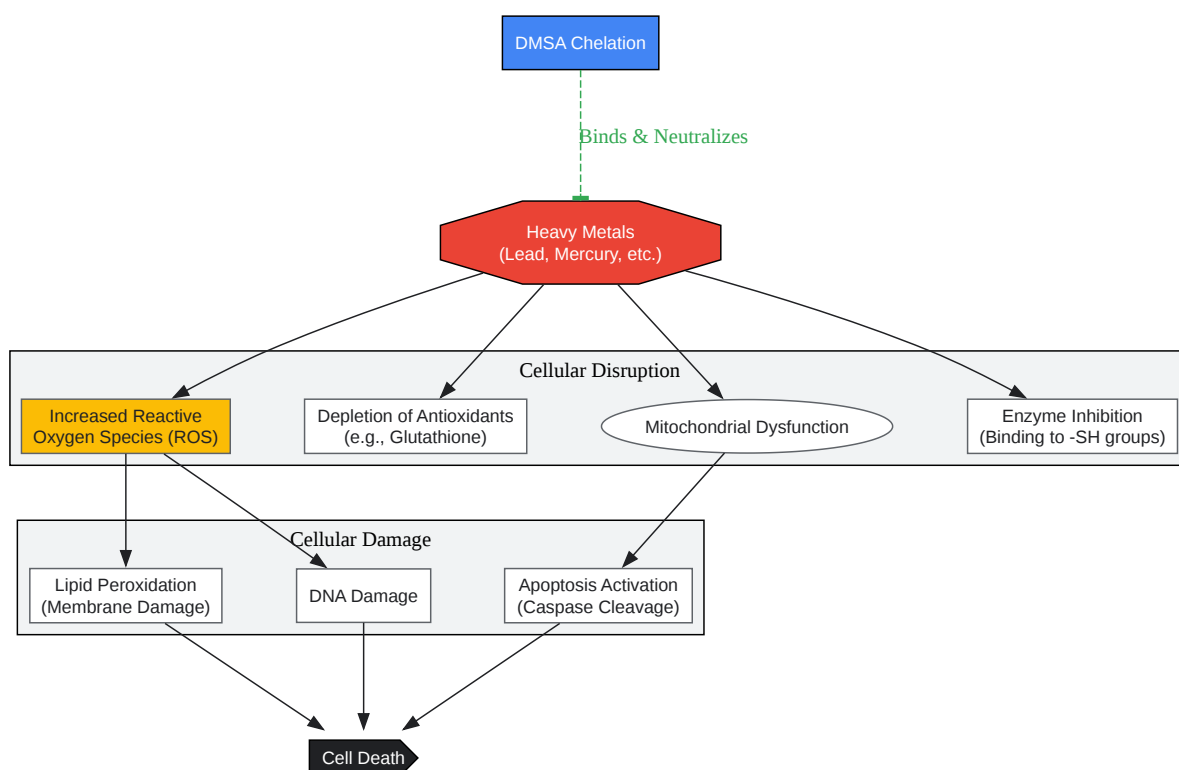 DMSA Chelation
Binds & Neutralizes
Heavy Metals
(Lead, Mercury, etc.)
Cellular Disruption
Increased Reactive
Oxygen Species (ROS)
Depletion of Antioxidants
(e.g., Glutathione)
Mitochondrial Dysfunction
Enzyme Inhibition
(Binding to -SH groups)
Cellular Damage
Lipid Peroxidation
(Membrane Damage)
DNA Damage
Apoptosis Activation
(Caspase Cleavage)
Cell Death